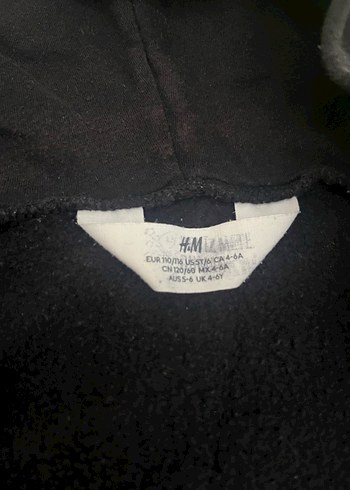 H&M
EUR 110/116 US ST/6 CA 4-6A
CN 120/60 MX 4-6A
AUS 5-6 UK 4-6Y